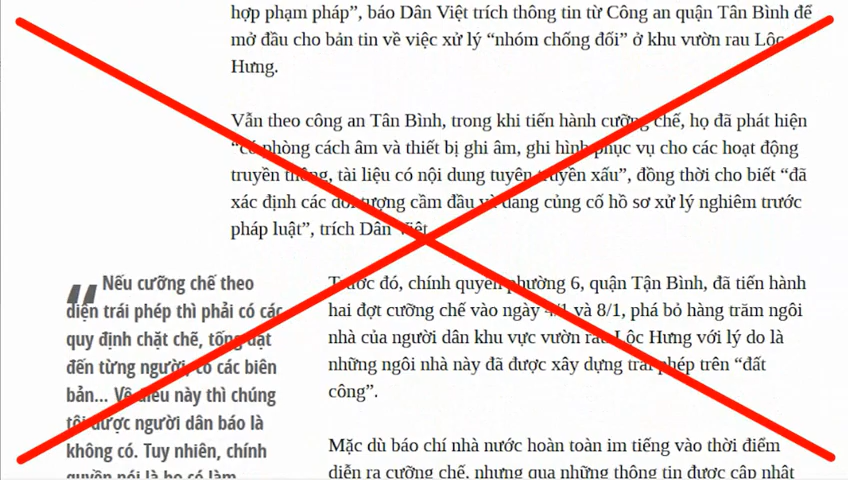 hợp phạm pháp”, báo Dân Việt trích thông tin từ Công an quận Tân Bình để
mở đầu cho bản tin về việc xử lý “nhóm chống đối” ở khu vườn rau Lộc
Hưng.
Vẫn theo công an Tân Bình, trong khi tiến hành cưỡng chế, họ đã phát hiện
“có phòng cách âm và thiết bị ghi âm, ghi hình phục vụ cho các hoạt động
truyền thông, tài liệu có nội dung tuyên truyền xấu”, đồng thời cho biết “đã
xác định các đối tượng cầm đầu và đang củng cố hồ sơ xử lý nghiêm trước
pháp luật”, trích Dân Việt.
Trước đó, chính quyền phường 6, quận Tận Bình, đã tiến hành
hai đợt cưỡng chế vào ngày 4/1 và 8/1, phá bỏ hàng trăm ngôi
nhà của người dân khu vực vườn rau Lộc Hưng với lý do là
những ngôi nhà này đã được xây dựng trái phép trên “đất
công”.
Mặc dù báo chí nhà nước hoàn toàn im tiếng vào thời điểm
diễn ra cưỡng chế, nhưng qua những thông tin được cập nhật
“ Nếu cưỡng chế theo
diện trái phép thì phải có các
quy định chặt chẽ, tống đạt
đến từng người, có các biên
bản... Về điều này thì chúng
tôi được người dân báo là
không có. Tuy nhiên, chính
quyền nói là họ có làm